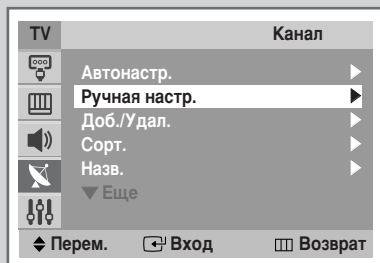 TV Канал
Автонастр.
Ручная настр.
Доб./Удал.
Сорт.
Назв.
Еще
Перем. Вход Возврат